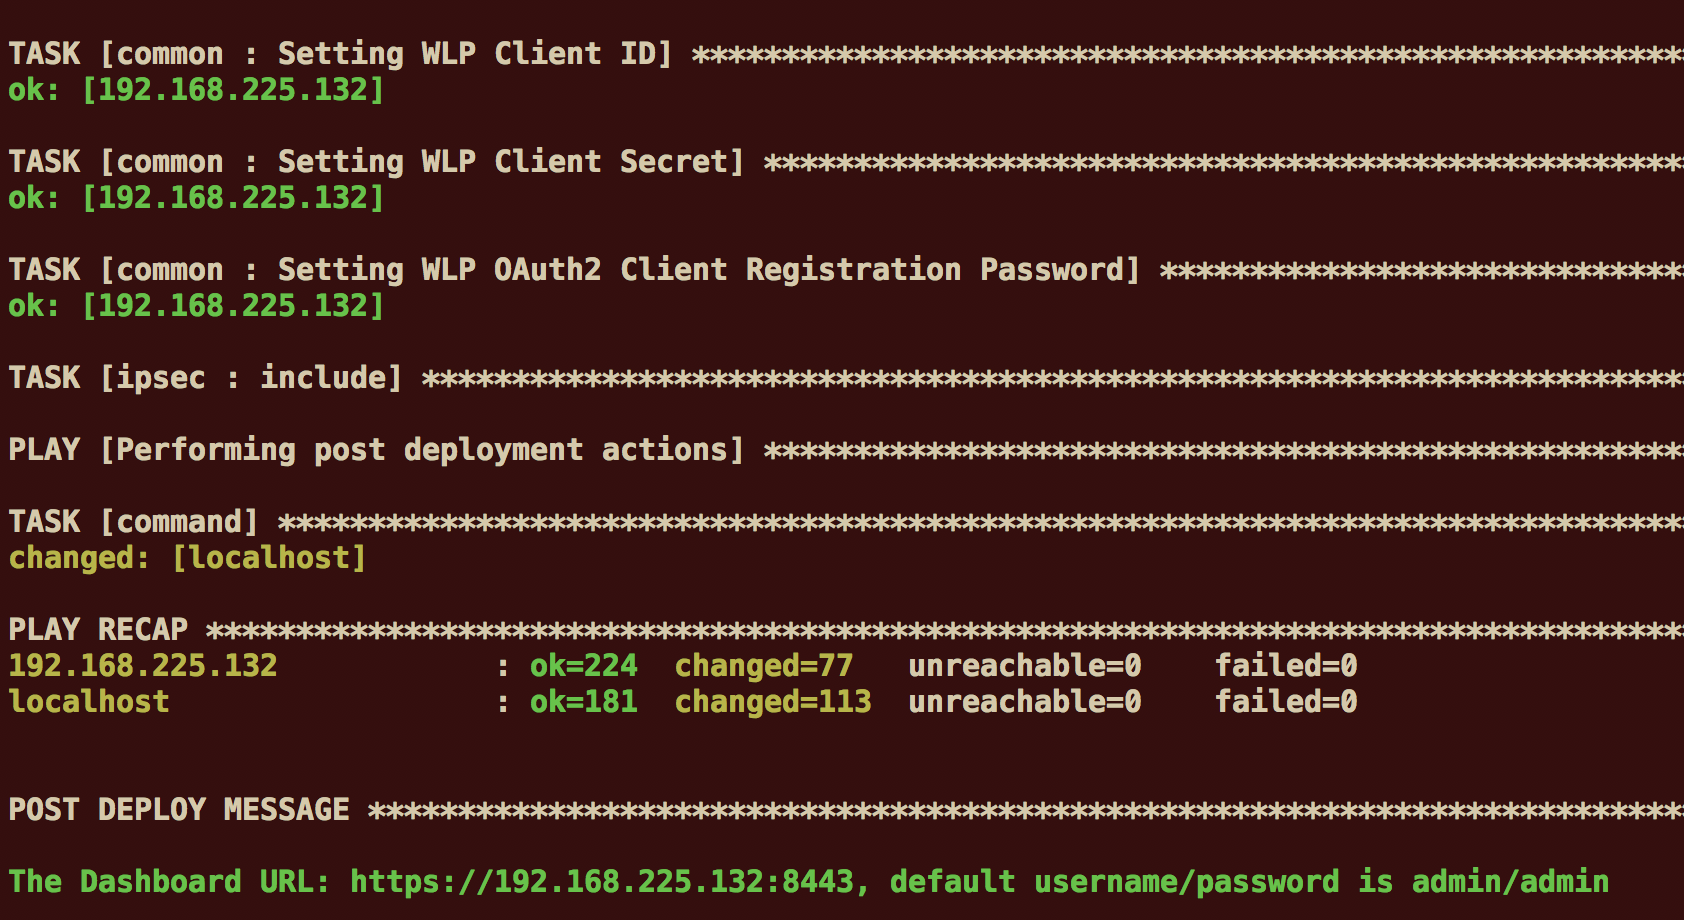 TASK [common : Setting WLP Client ID] *******************************************************
ok: [192.168.225.132]
TASK [common : Setting WLP Client Secret] ***************************************************
ok: [192.168.225.132]
TASK [common : Setting WLP OAuth2 Client Registration Password] *****************************
ok: [192.168.225.132]
TASK [ipsec : include] **********************************************************************
PLAY [Performing post deployment actions] ***************************************************
TASK [command] ******************************************************************************
changed: [localhost]
PLAY RECAP **********************************************************************************
192.168.225.132            : ok=224  changed=77   unreachable=0    failed=0
localhost                  : ok=181  changed=113  unreachable=0    failed=0
POST DEPLOY MESSAGE *************************************************************************
The Dashboard URL: https://192.168.225.132:8443, default username/password is admin/admin